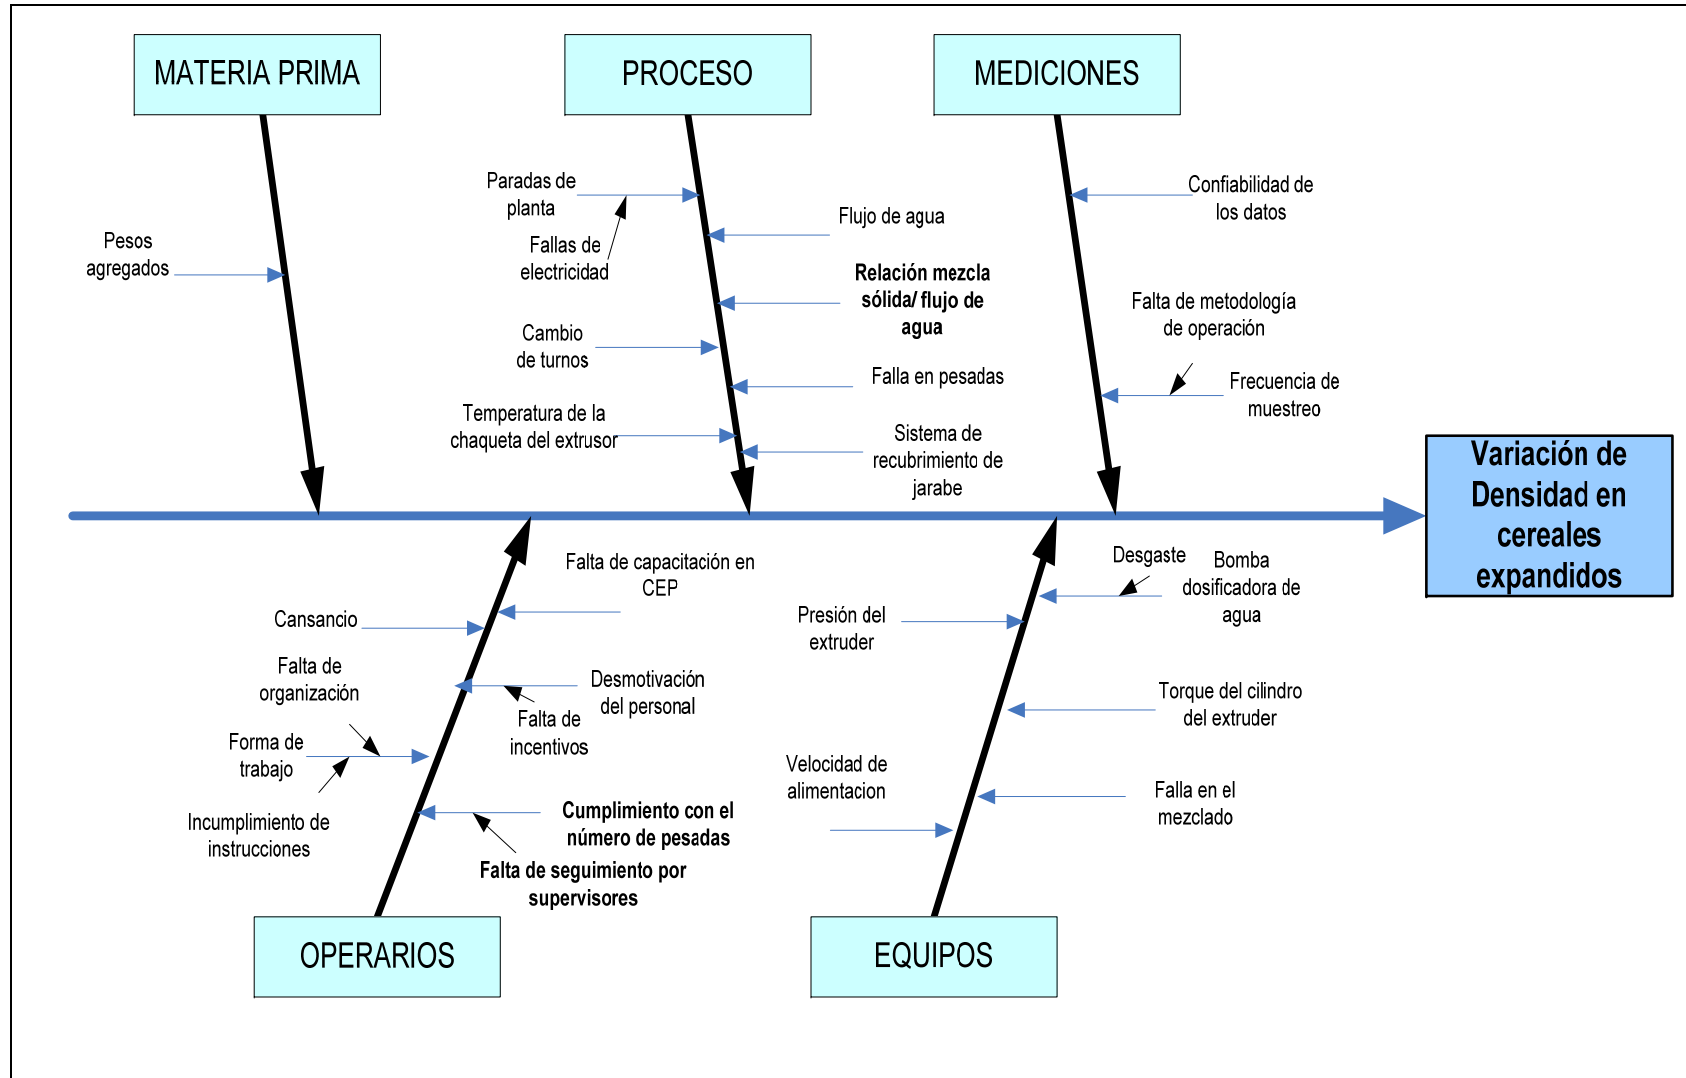 MATERIA PRIMA
PROCESO
MEDICIONES
Pesos
agregados
Paradas de
planta
Fallas de
electricidad
Cambio
de turnos
Temperatura de la
chaqueta del extrusor
Flujo de agua
Relación mezcla
sólida/ flujo de
agua
Falla en pesadas
Sistema de
recubrimiento de
jarabe
Confiabilidad de
los datos
Falta de metodología
de operación
Frecuencia de
muestreo
Variación de
Densidad en
cereales
expandidos
Falta de capacitación en
CEP
Cansancio
Falta de
organización
Desmotivación
del personal
Falta de
incentivos
Forma de
trabajo
Incumplimiento de
instrucciones
Cumplimiento con el
número de pesadas
Falta de seguimiento por
supervisores
Desgaste
Bomba
dosificadora de
agua
Presión del
extruder
Torque del cilindro
del extruder
Velocidad de
alimentacion
Falla en el
mezclado
OPERARIOS
EQUIPOS